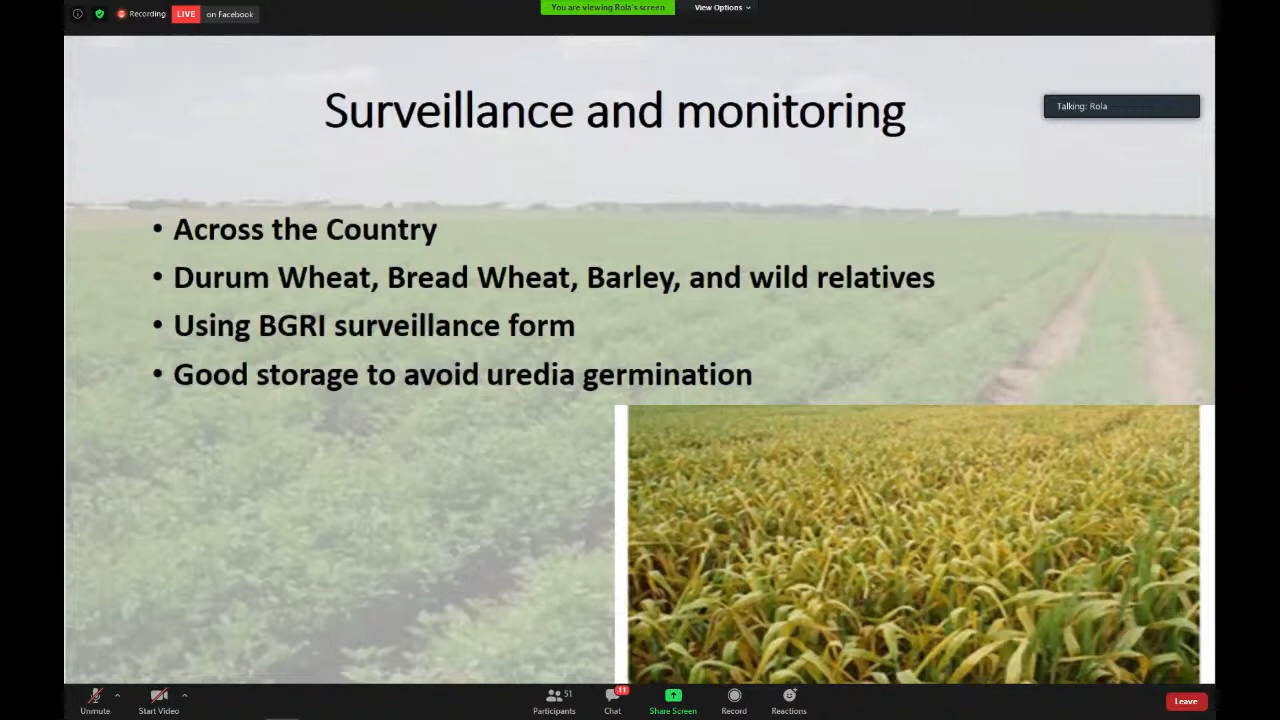 Recording
LIVE
on Facebook
You are viewing Rola's screen
View Options
Surveillance and monitoring
Talking: Rola
• Across the Country
• Durum Wheat, Bread Wheat, Barley, and wild relatives
• Using BGRI surveillance form
• Good storage to avoid uredia germination
51
11
Unmute
Start Video
Participants
Chat
Share Screen
Record
Reactions
Leave